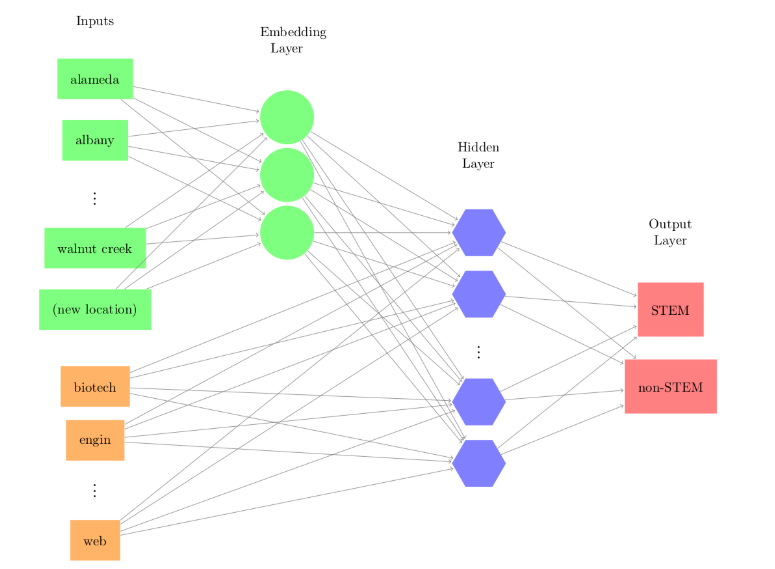 Inputs
alameda
albany
⋮
walnut creek
(new location)
biotech
engin
⋮
web
Embedding
Layer
Hidden
Layer
⋮
Output
Layer
STEM
non-STEM